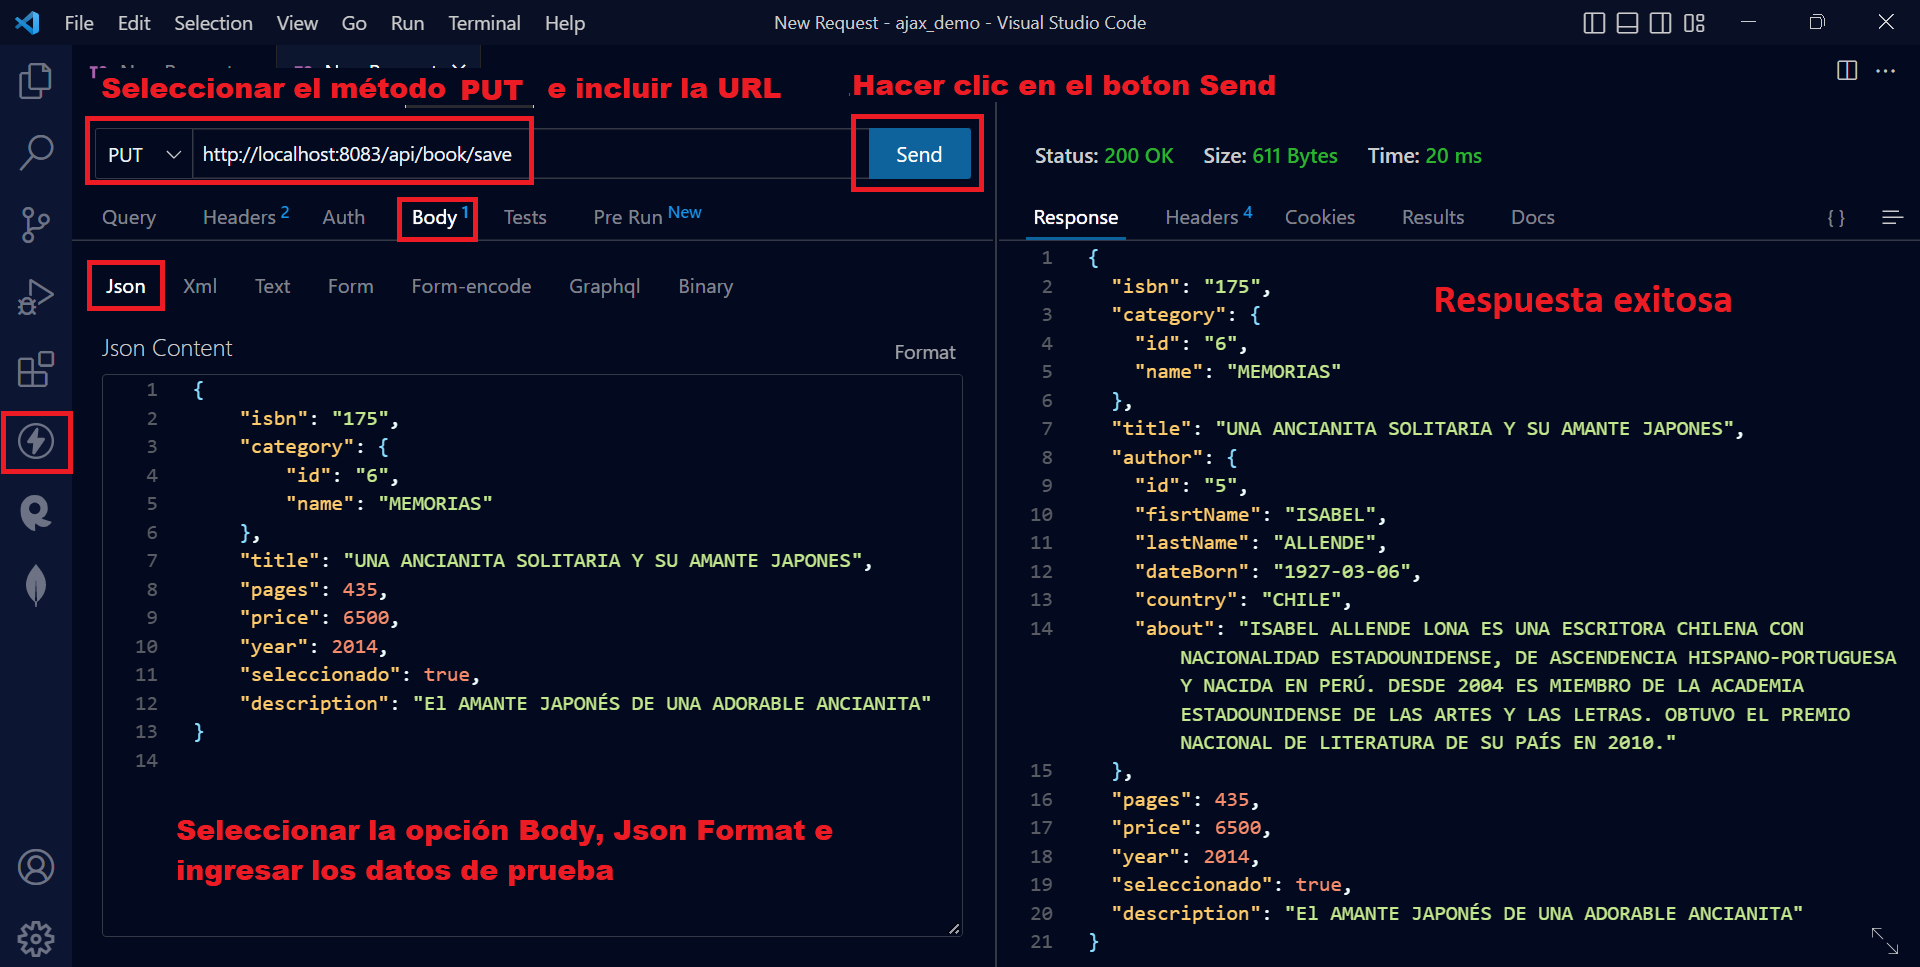 File Edit Selection View Go Run Terminal Help
New Request - ajax_demo - Visual Studio Code
Seleccionar el método PUT e incluir la URL
Hacer clic en el boton Send
PUT http://localhost:8083/api/book/save
Send
Query Headers 2 Auth Body 1 Tests Pre Run New
Json Xml Text Form Form-encode Graphql Binary
Json Content
Format
1 {
2 "isbn": "175",
3 "category": {
4 "id": "6",
5 "name": "MEMORIAS"
6 },
7 "title": "UNA ANCIANITA SOLITARIA Y SU AMANTE JAPONES",
8 "pages": 435,
9 "price": 6500,
10 "year": 2014,
11 "seleccionado": true,
12 "description": "El AMANTE JAPONÉS DE UNA ADORABLE ANCIANITA"
13 }
14
Seleccionar la opción Body, Json Format e
ingresar los datos de prueba
Status: 200 OK Size: 611 Bytes Time: 20 ms
Response Headers 4 Cookies Results Docs { }
Respuesta exitosa
1 {
2 "isbn": "175",
3 "category": {
4 "id": "6",
5 "name": "MEMORIAS"
6 },
7 "title": "UNA ANCIANITA SOLITARIA Y SU AMANTE JAPONES",
8 "author": {
9 "id": "5",
10 "fisrtName": "ISABEL",
11 "lastName": "ALLENDE",
12 "dateBorn": "1927-03-06",
13 "country": "CHILE",
14 "about": "ISABEL ALLENDE LONA ES UNA ESCRITORA CHILENA CON
NACIONALIDAD ESTADOUNIDENSE, DE ASCENDENCIA HISPANO-PORTUGUESA
Y NACIDA EN PERÚ. DESDE 2004 ES MIEMBRO DE LA ACADEMIA
ESTADOUNIDENSE DE LAS ARTES Y LAS LETRAS. OBTUVO EL PREMIO
NACIONAL DE LITERATURA DE SU PAÍS EN 2010."
15 },
16 "pages": 435,
17 "price": 6500,
18 "year": 2014,
19 "seleccionado": true,
20 "description": "El AMANTE JAPONÉS DE UNA ADORABLE ANCIANITA"
21 }